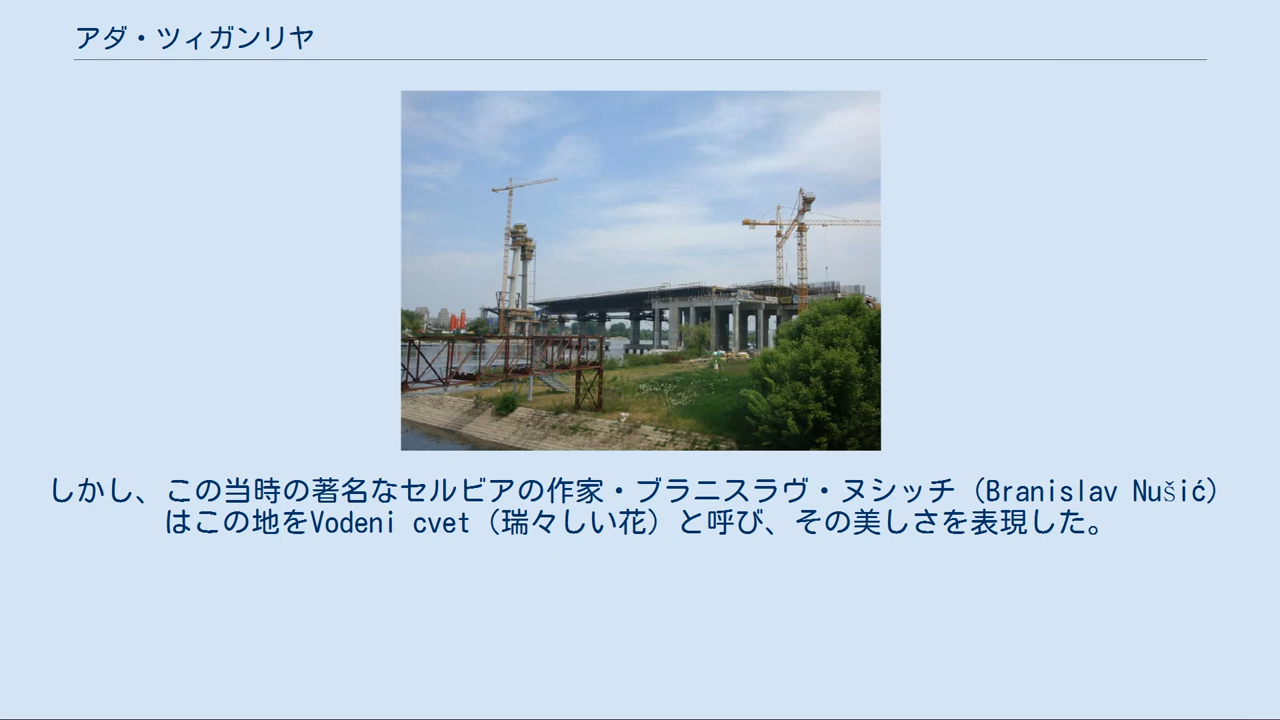 アダ・ツィガンリヤ
しかし、この当時の著名なセルビアの作家・ブラニスラヴ・ヌシッチ（Branislav Nušić）
はこの地をVodeni cvet（瑞々しい花）と呼び、その美しさを表現した。